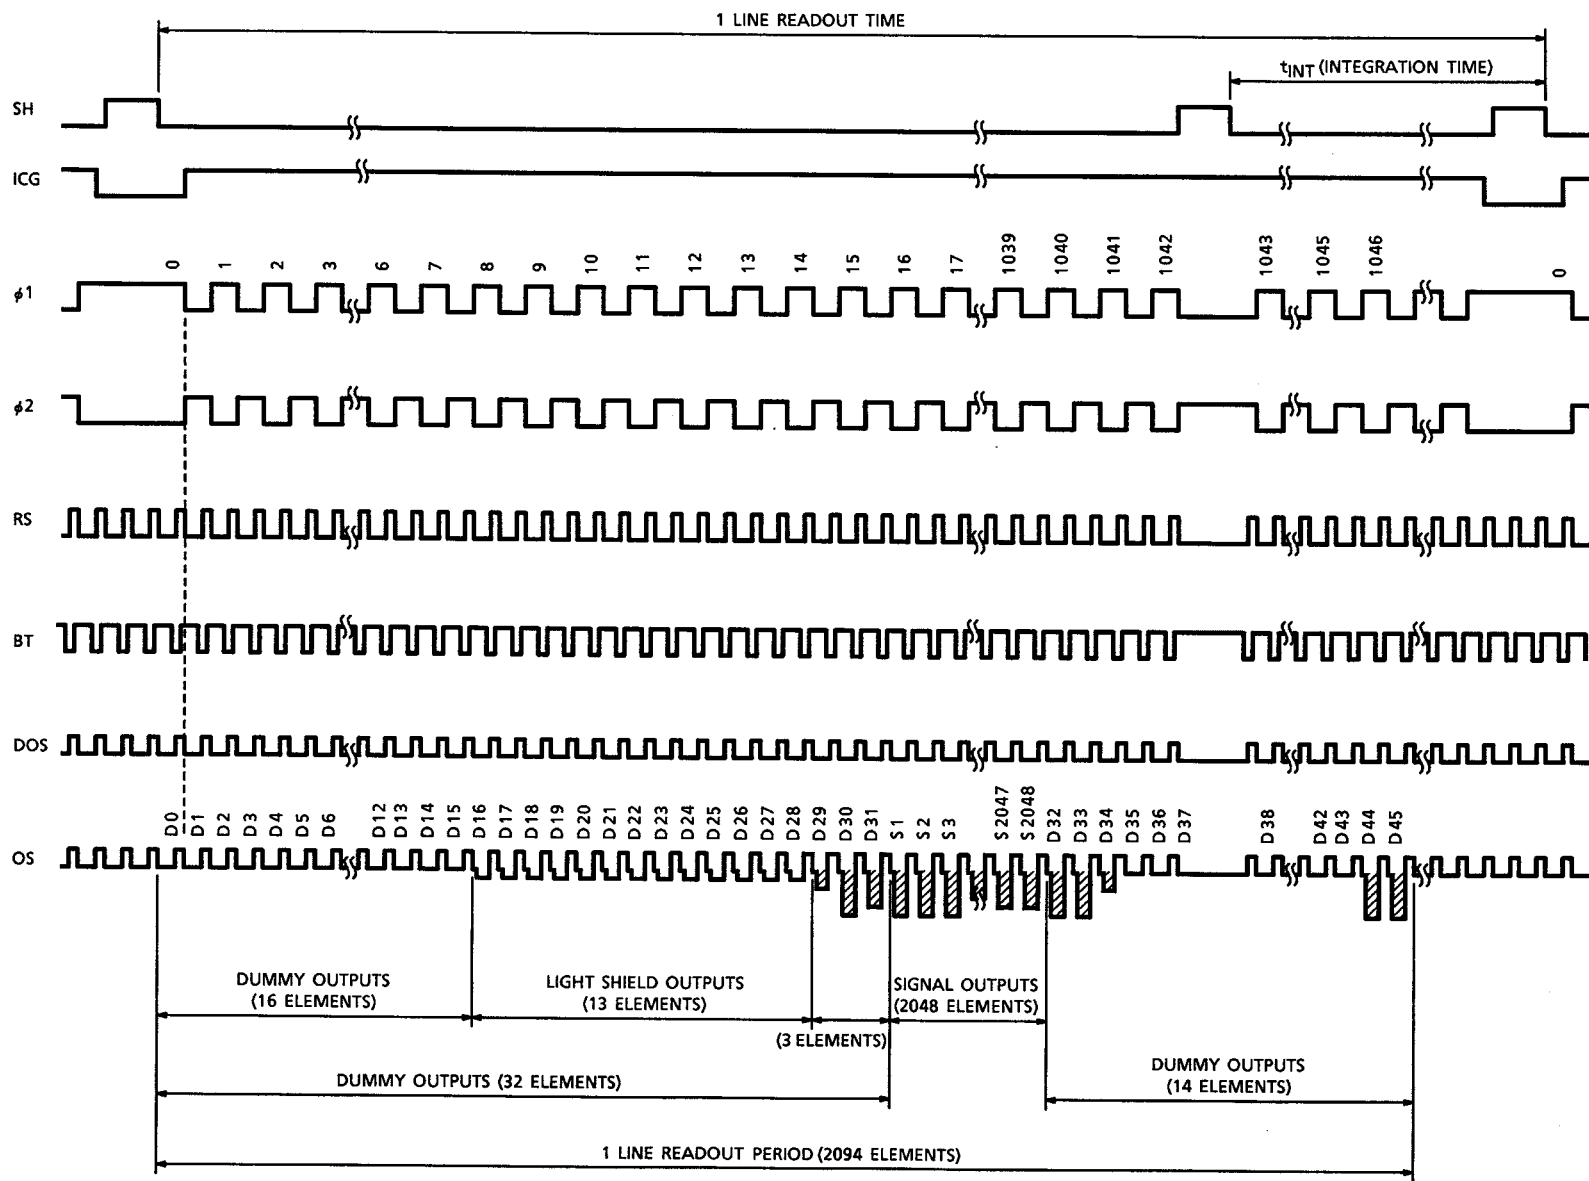 1 LINE READOUT TIME
tINT (INTEGRATION TIME)
SH
ICG
0 1 2 3 6 7 8 9 10 11 12 13 14 15 16 17 1039 1040 1041 1042 1043 1045 1046 0
φ1
φ2
RS
BT
DOS
D0 D1 D2 D3 D4 D5 D6 D12 D13 D14 D15 D16 D17 D18 D19 D20 D21 D22 D23 D24 D25 D26 D27 D28 D29 D30 D31 S1 S2 S3 S2047 S2048 D32 D33 D34 D35 D36 D37 D38 D42 D43 D44 D45
OS
DUMMY OUTPUTS
(16 ELEMENTS)
LIGHT SHIELD OUTPUTS
(13 ELEMENTS)
(3 ELEMENTS)
SIGNAL OUTPUTS
(2048 ELEMENTS)
DUMMY OUTPUTS (32 ELEMENTS)
DUMMY OUTPUTS
(14 ELEMENTS)
1 LINE READOUT PERIOD (2094 ELEMENTS)